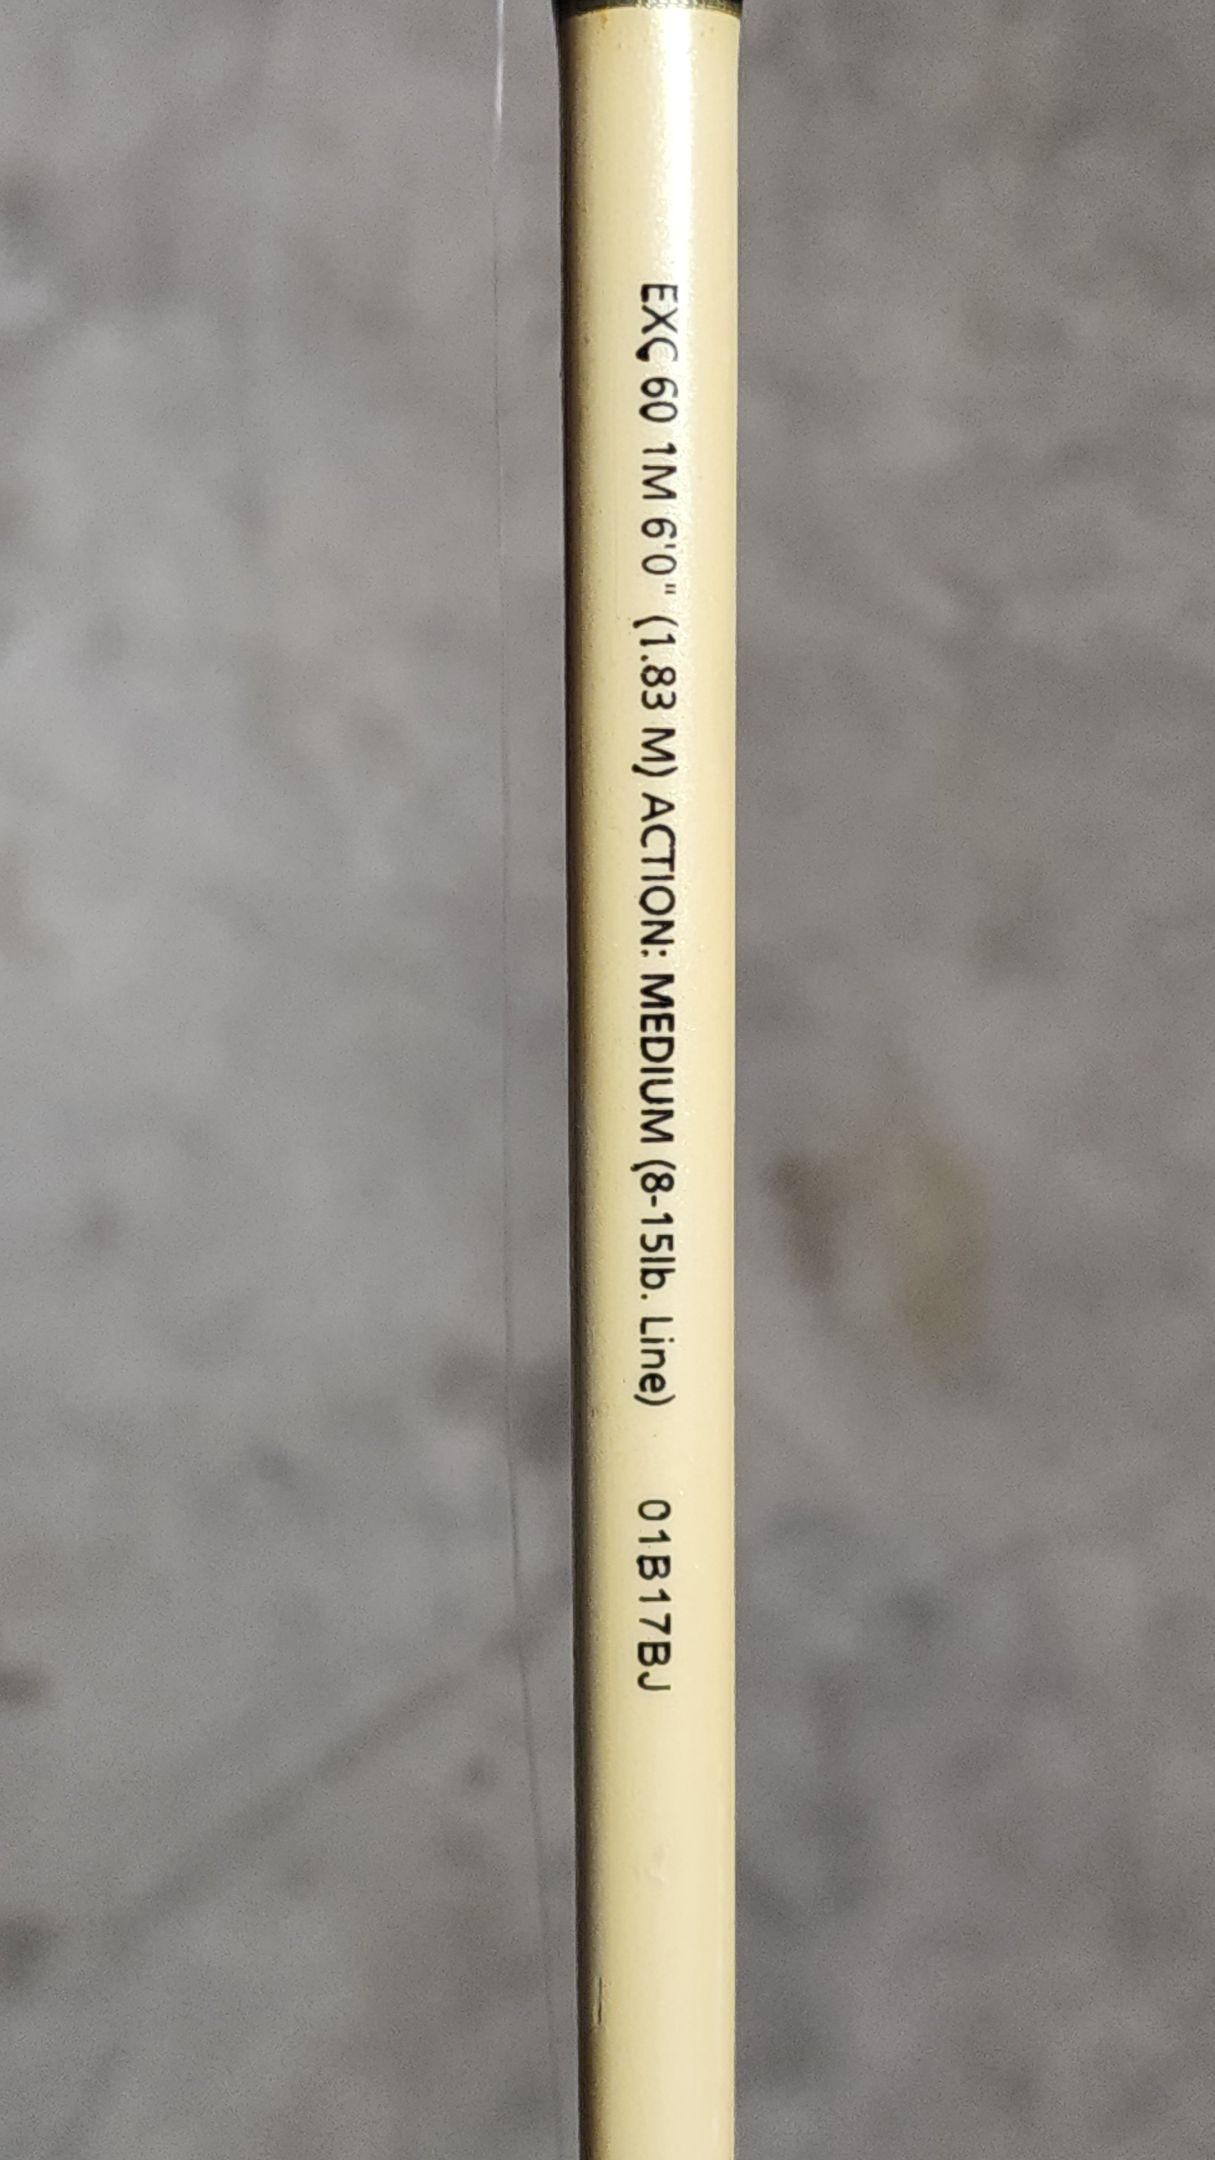 EXC 60 1M 6'0" (1.83 M) ACTION: MEDIUM (8-15lb. Line) 01B17BJ